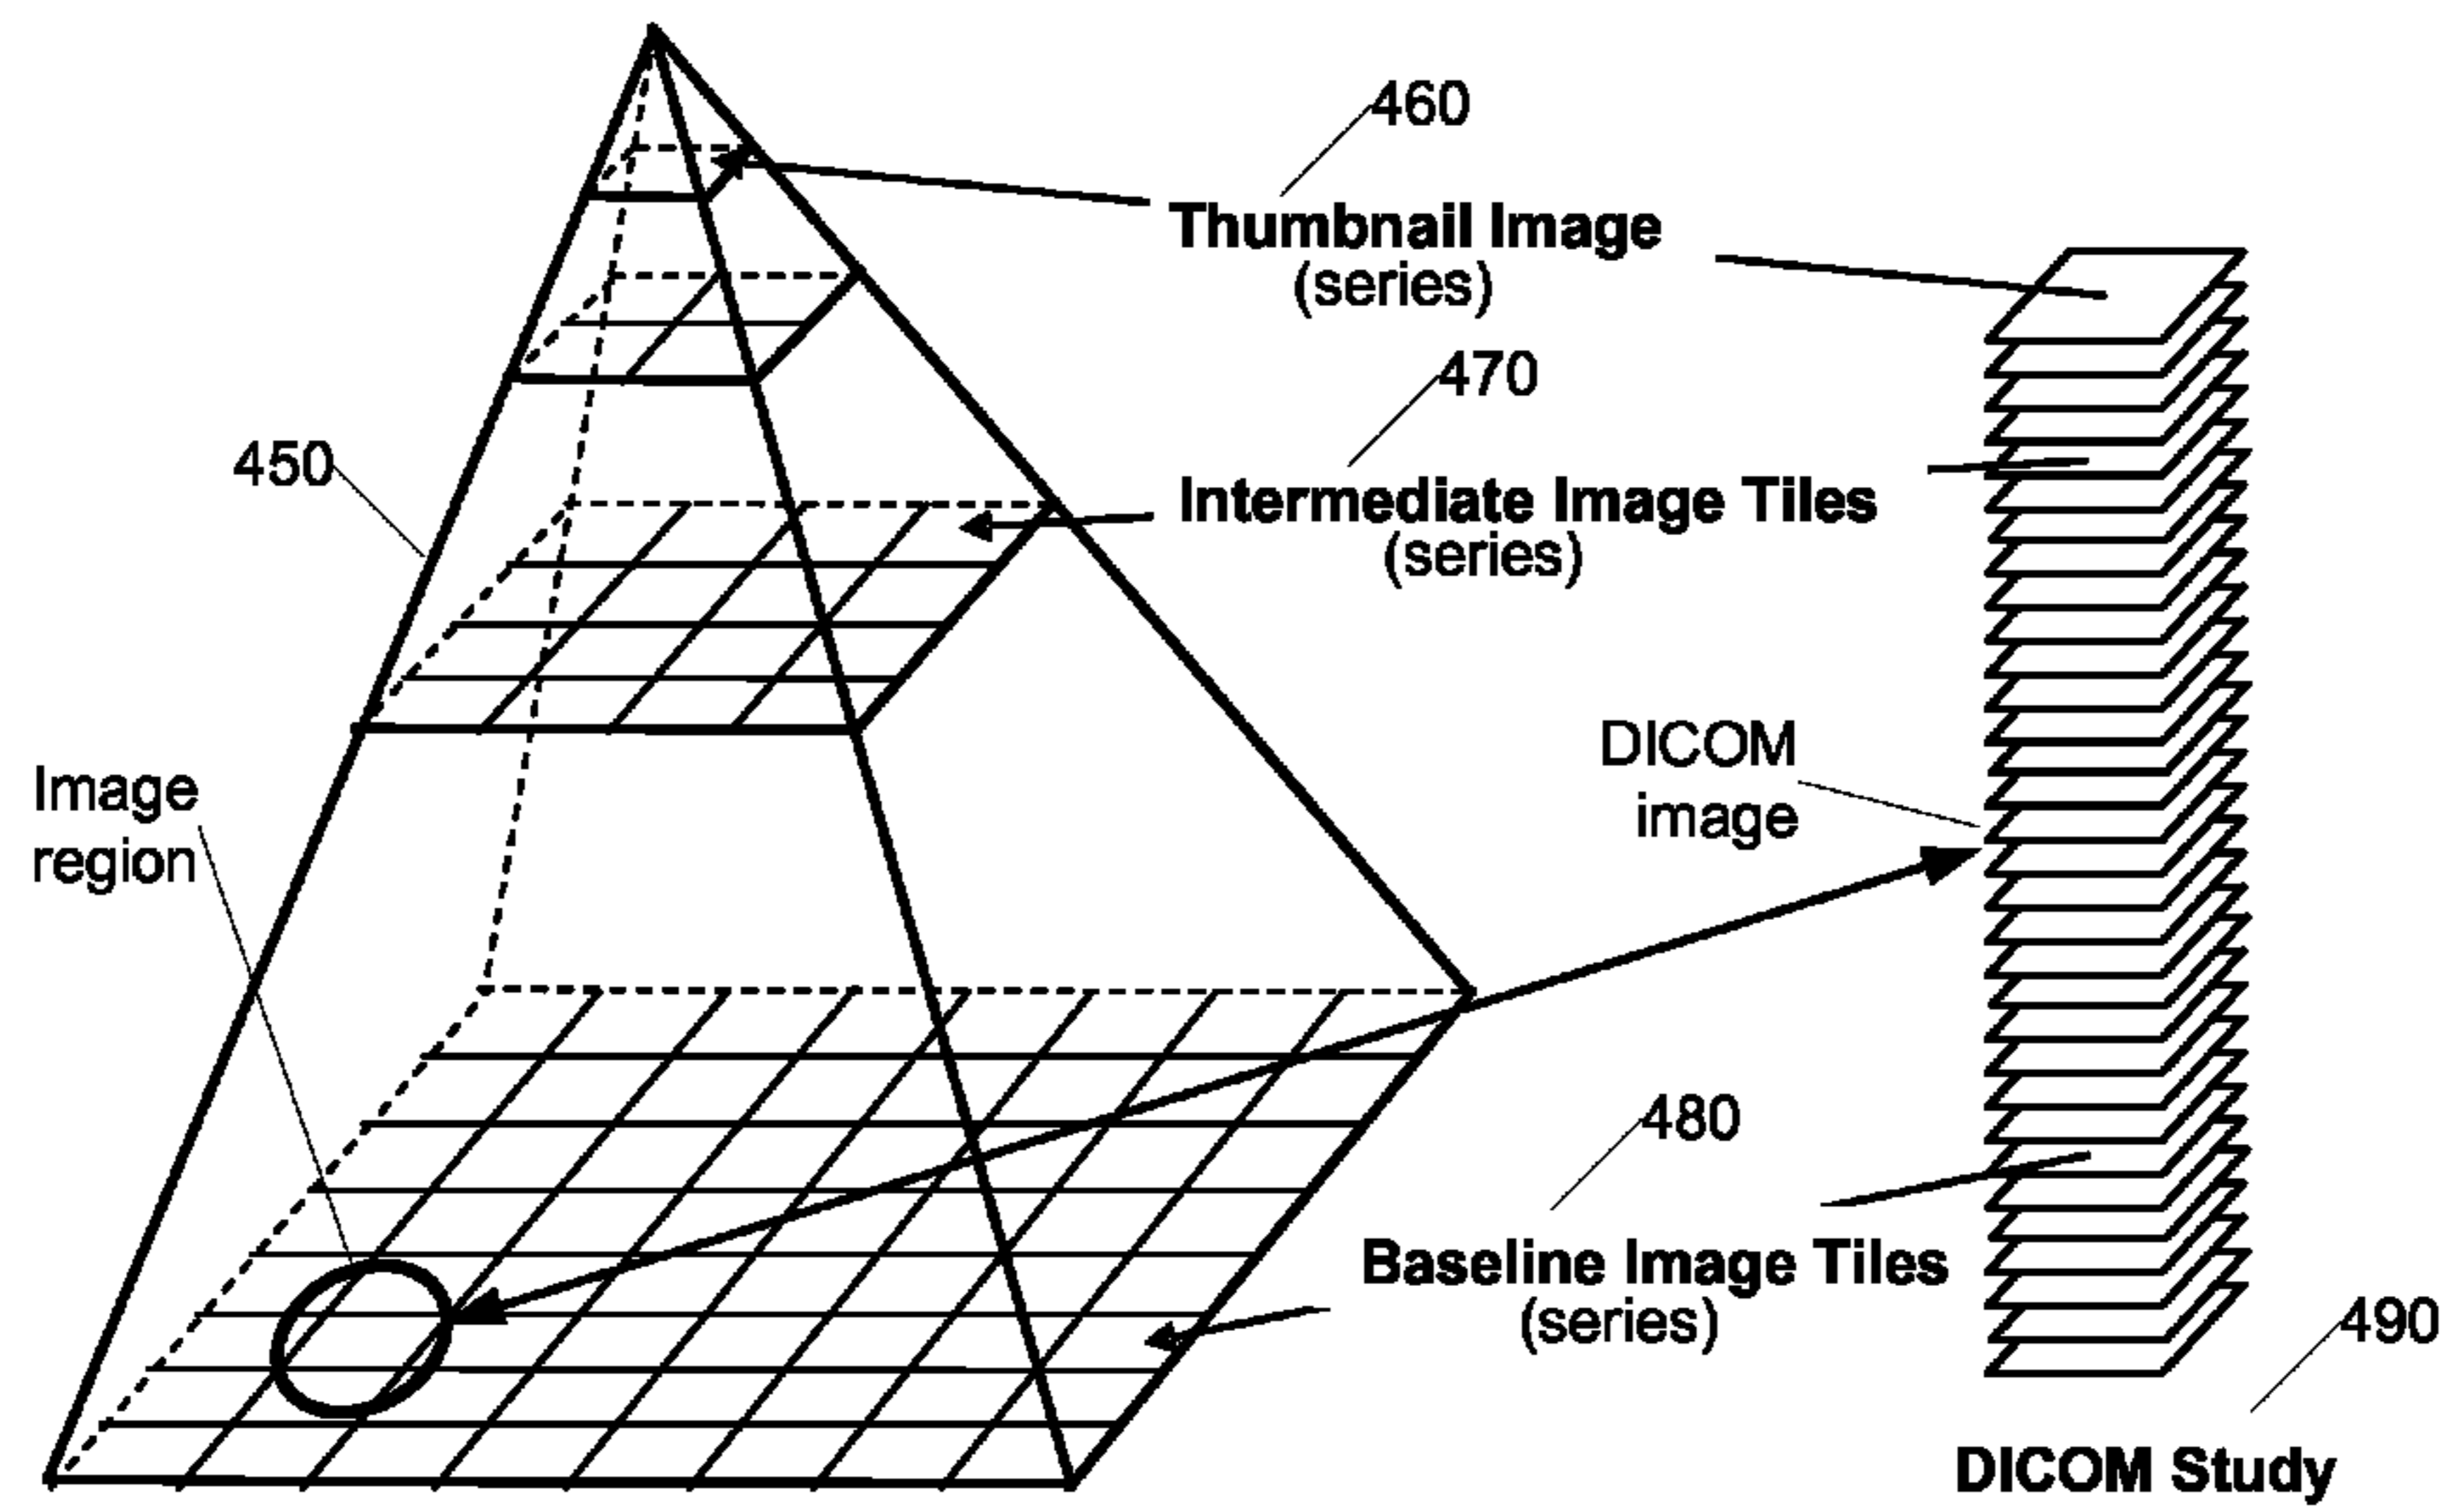 460
Thumbnail Image
(series)
470
450
Intermediate Image Tiles
(series)
Image
region
DICOM
image
480
Baseline Image Tiles
(series)
490
DICOM Study